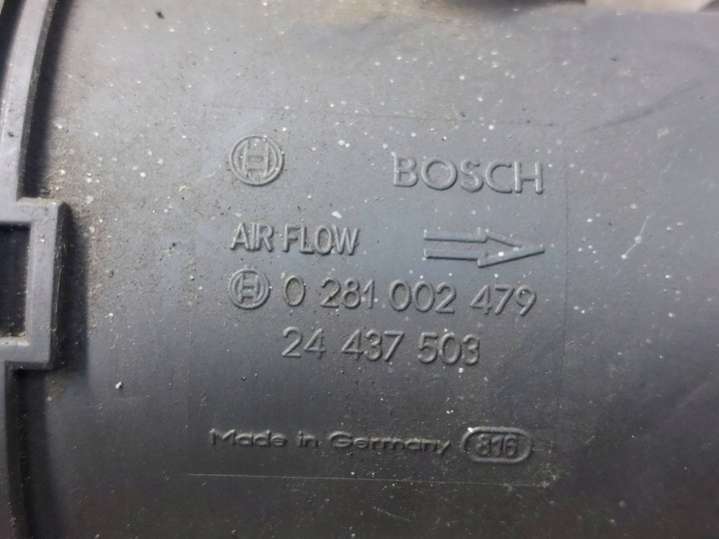 BOSCH
AIR FLOW
0 281 002 479
24 437 503
Made in Germany 816